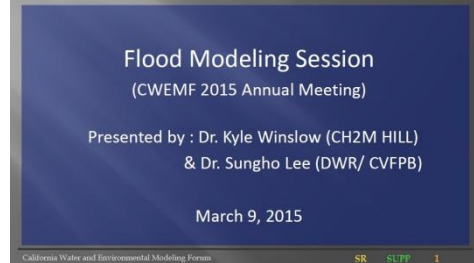 Flood Modeling Session
(CWEMF 2015 Annual Meeting)
Presented by : Dr. Kyle Winslow (CH2M HILL)
& Dr. Sungho Lee (DWR/ CVFPB)
March 9, 2015
California Water and Environmental Modeling Forum SR SUPP 1